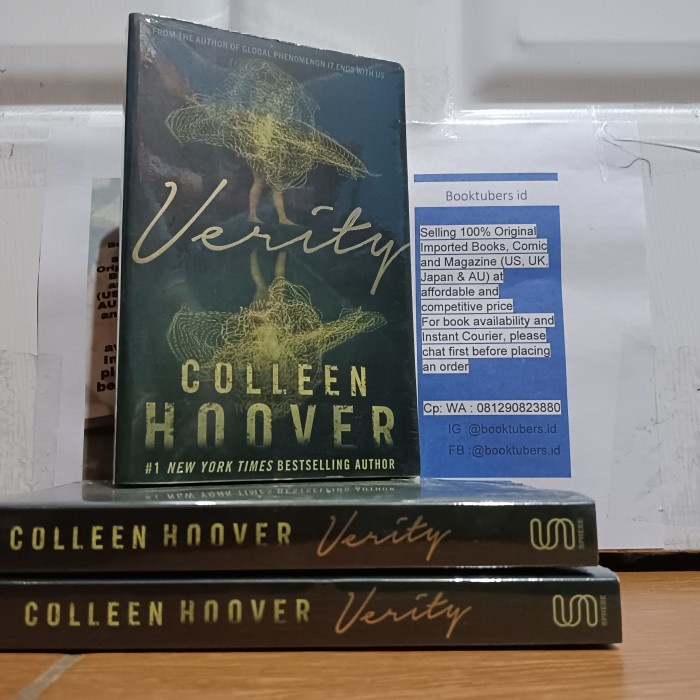 FROM THE AUTHOR OF GLOBAL PHENOMENON IT ENDS WITH US
Verity
COLLEEN
HOOVER
#1 NEW YORK TIMES BESTSELLING AUTHOR
Booktubers id
Selling 100% Original
Imported Books, Comic
and Magazine (US, UK,
Japan & AU) at
affordable and
competitive price
For book availability and
Instant Courier, please
chat first before placing
an order
Cp: WA : 081290823880
IG :@booktubers.id
FB :@booktubers.id
COLLEEN HOOVER Verity SPHERE
COLLEEN HOOVER Verity SPHERE